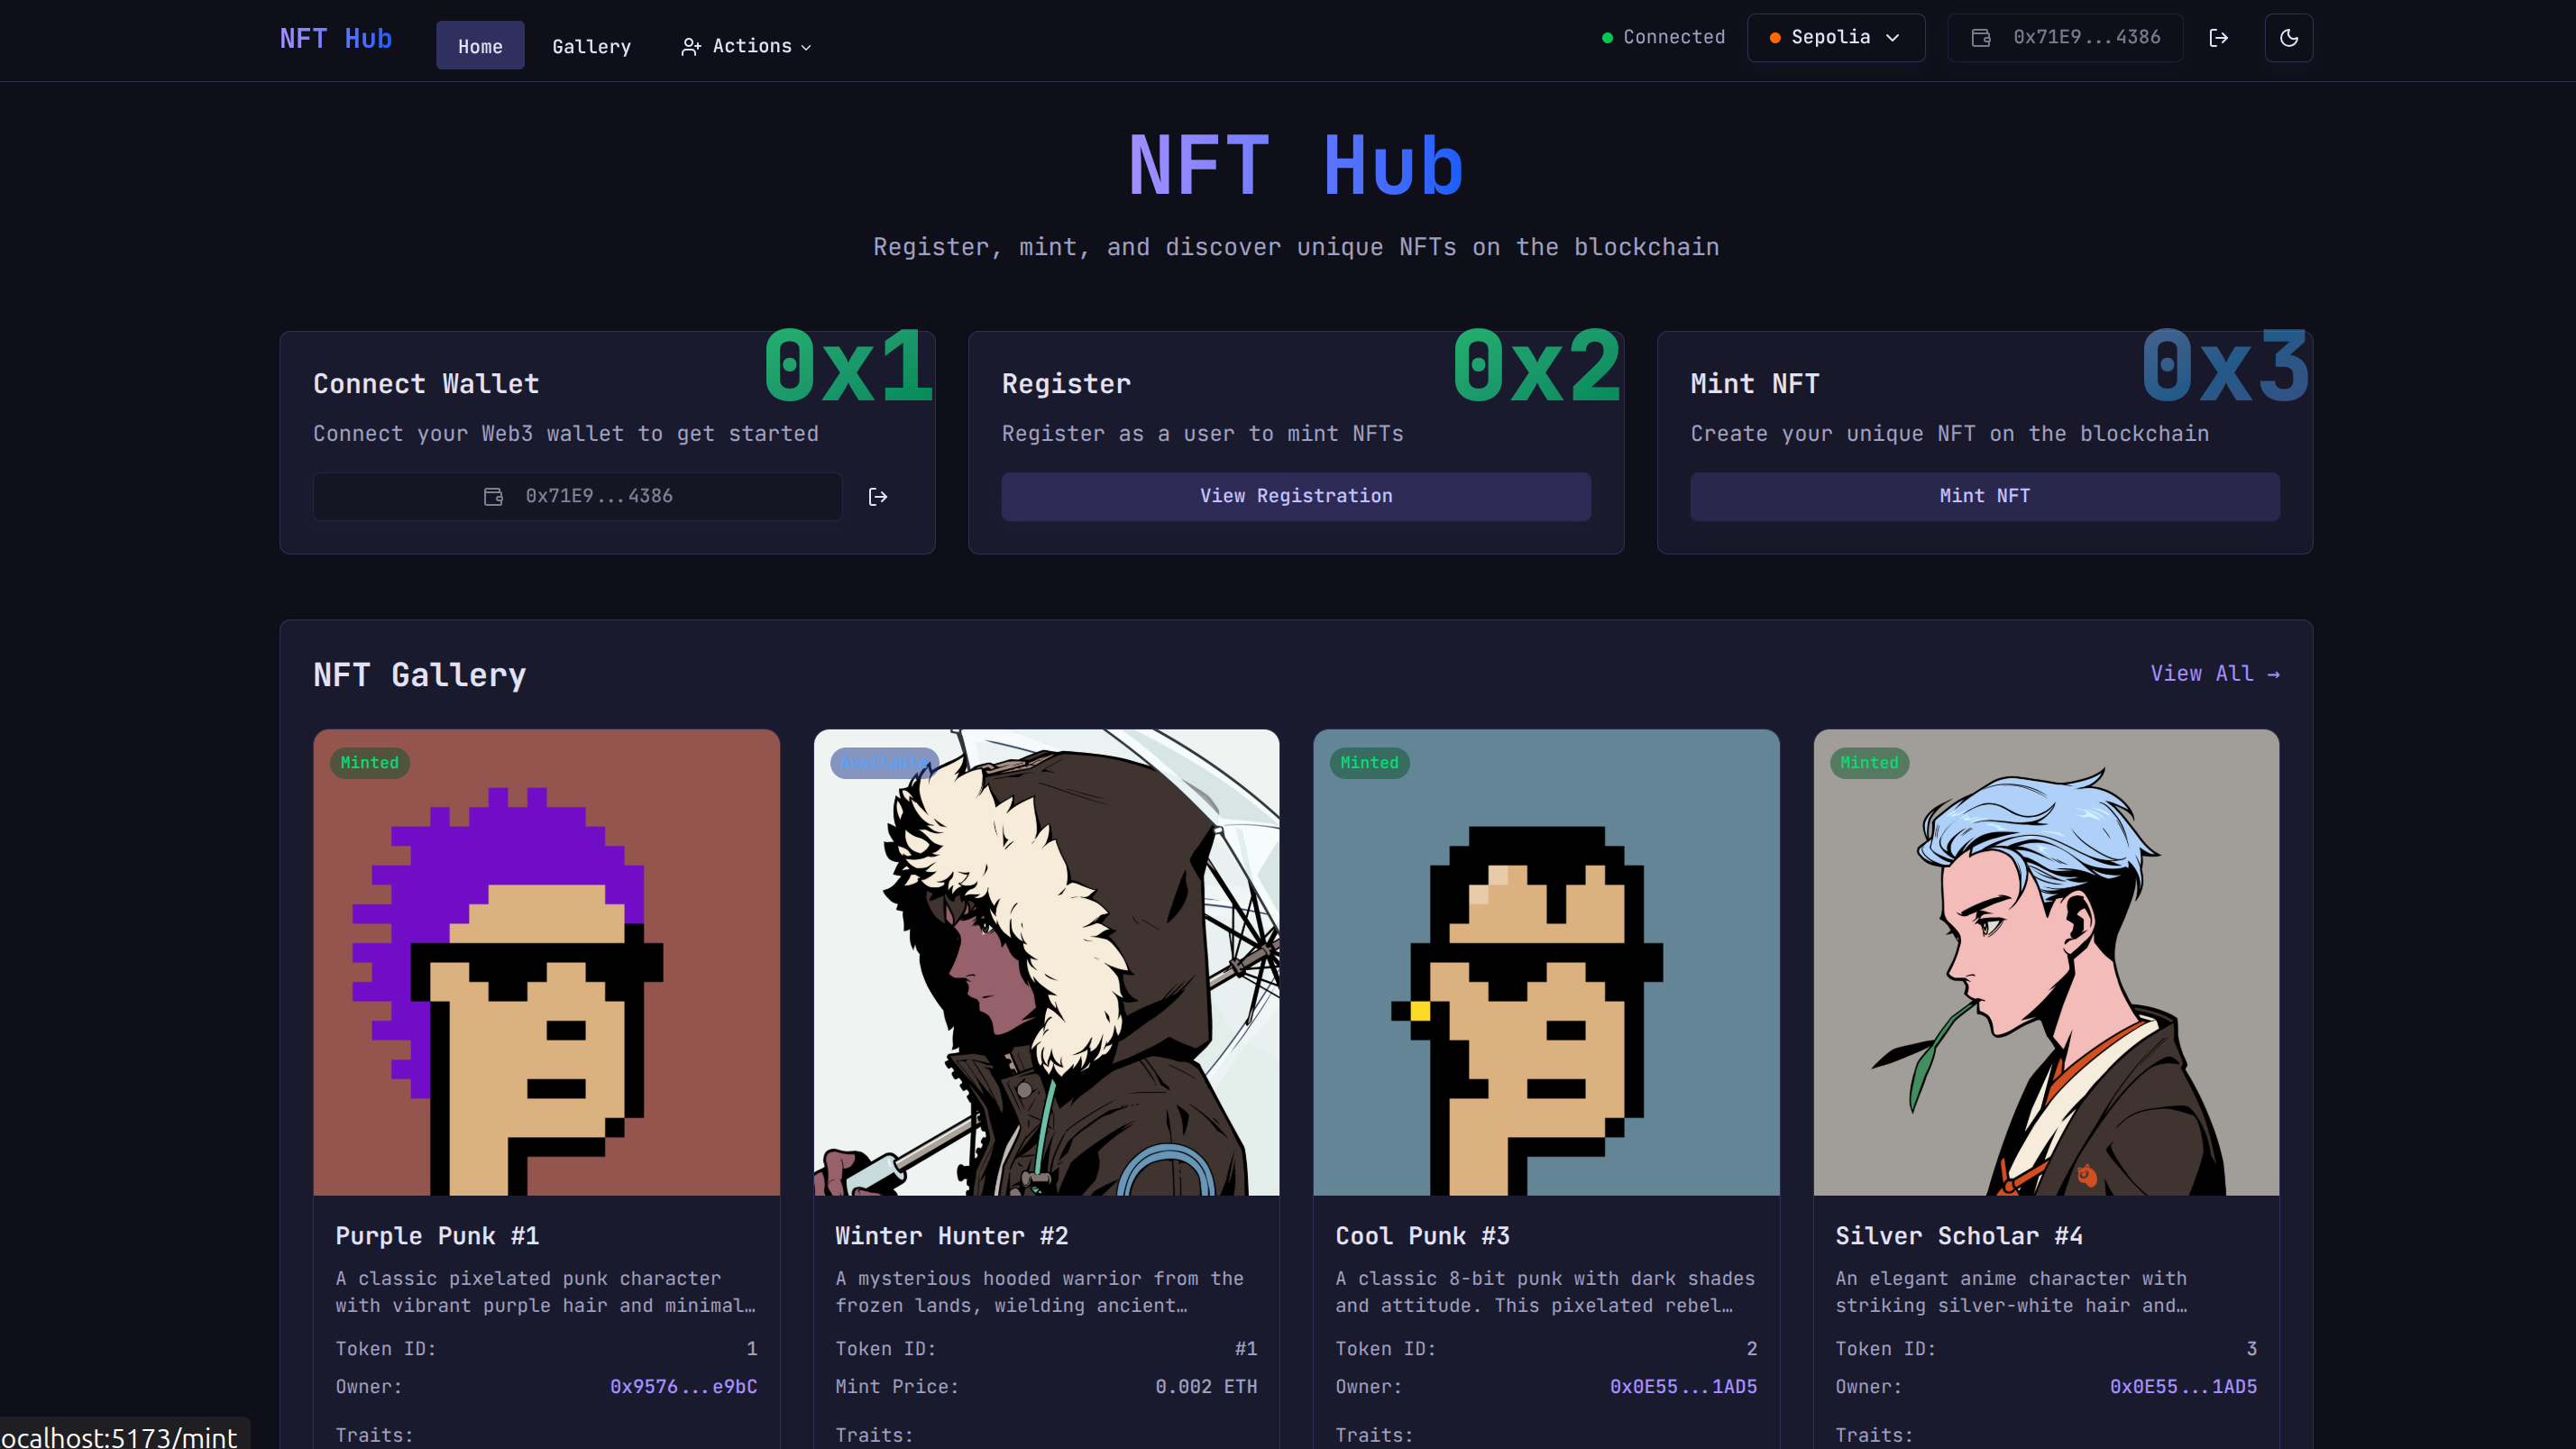 NFT Hub
Home
Gallery
Actions
Connected
Sepolia
0x71E9...4386
NFT Hub
Register, mint, and discover unique NFTs on the blockchain
0x1
Connect Wallet
Connect your Web3 wallet to get started
0x71E9...4386
0x2
Register
Register as a user to mint NFTs
View Registration
0x3
Mint NFT
Create your unique NFT on the blockchain
Mint NFT
NFT Gallery
View All →
Minted
Purple Punk #1
A classic pixelated punk character
with vibrant purple hair and minimal…
Token ID: 1
Owner: 0x9576...e9bC
Traits:
Available
Winter Hunter #2
A mysterious hooded warrior from the
frozen lands, wielding ancient…
Token ID: #1
Mint Price: 0.002 ETH
Traits:
Minted
Cool Punk #3
A classic 8-bit punk with dark shades
and attitude. This pixelated rebel…
Token ID: 2
Owner: 0x0E55...1AD5
Traits:
Minted
Silver Scholar #4
An elegant anime character with
striking silver-white hair and…
Token ID: 3
Owner: 0x0E55...1AD5
Traits:
ocalhost:5173/mint